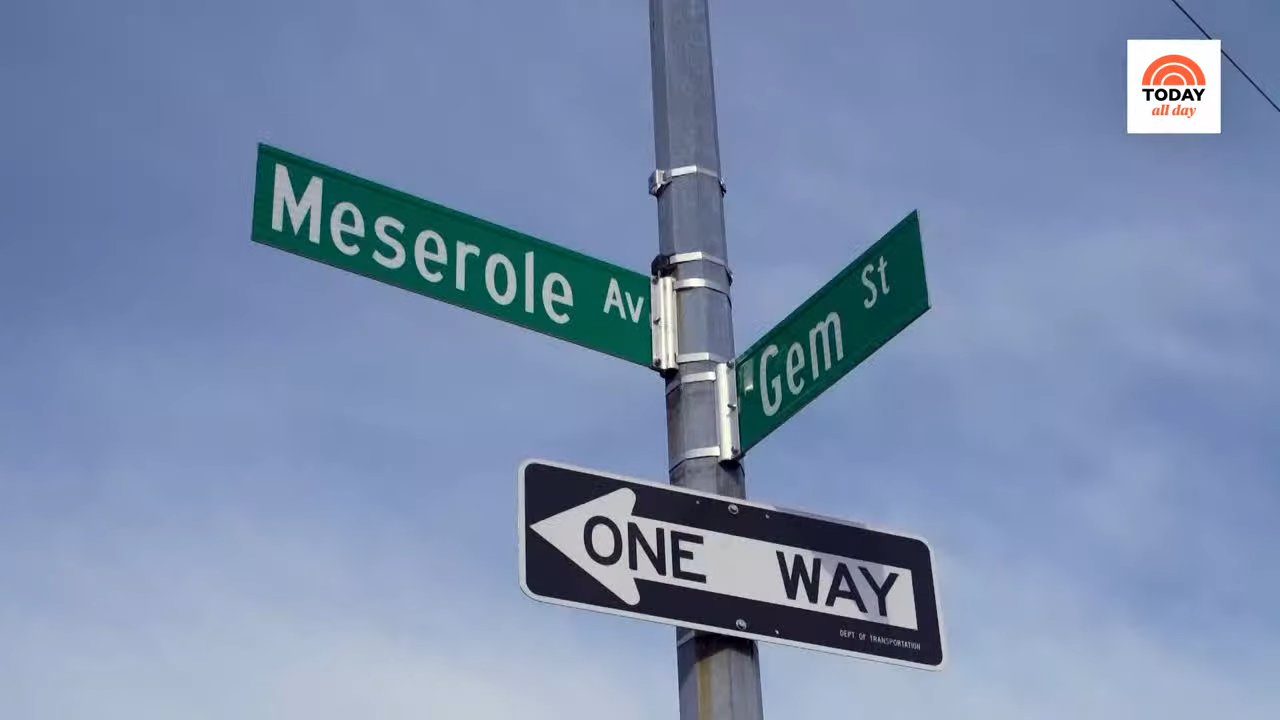 TODAY
all day
Meserole Av
Gem St
ONE WAY
DEPT OF TRANSPORTATION